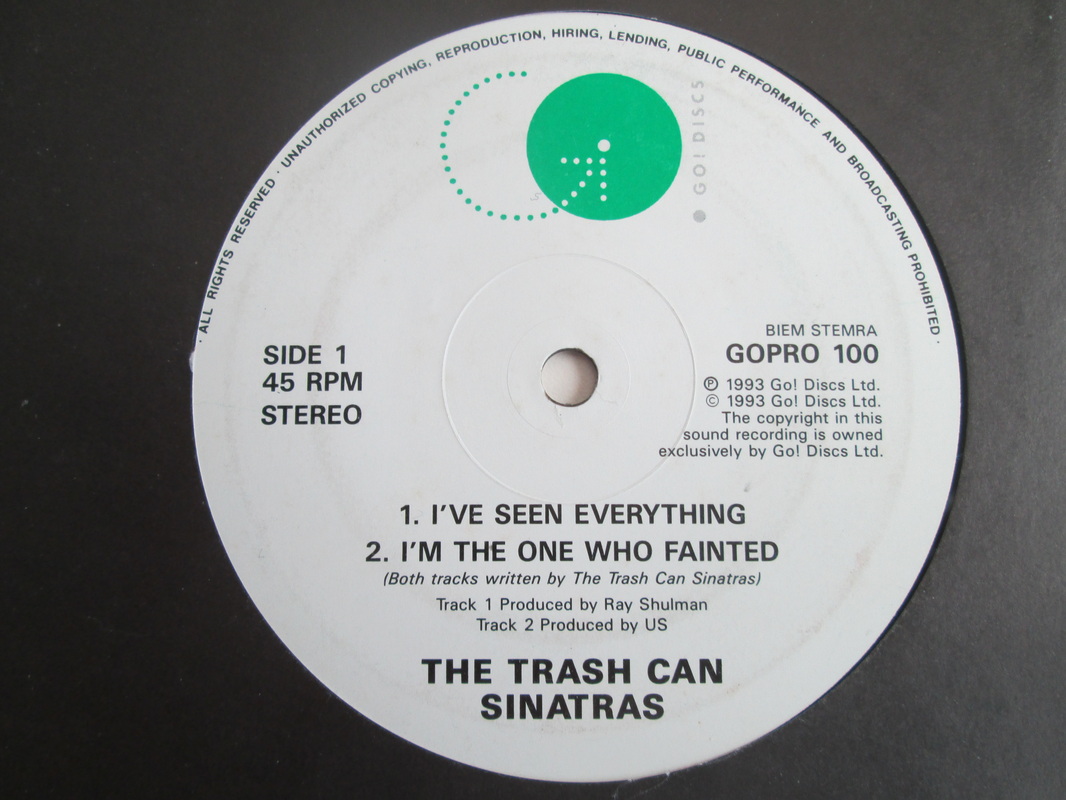 · ALL RIGHTS RESERVED · UNAUTHORIZED COPYING, REPRODUCTION, HIRING, LENDING, PUBLIC PERFORMANCE AND BROADCASTING PROHIBITED ·
GO! DISCS
SIDE 1
45 RPM
STEREO
BIEM STEMRA
GOPRO 100
℗ 1993 Go! Discs Ltd.
© 1993 Go! Discs Ltd.
The copyright in this
sound recording is owned
exclusively by Go! Discs Ltd.
1. I'VE SEEN EVERYTHING
2. I'M THE ONE WHO FAINTED
(Both tracks written by The Trash Can Sinatras)
Track 1 Produced by Ray Shulman
Track 2 Produced by US
THE TRASH CAN
SINATRAS